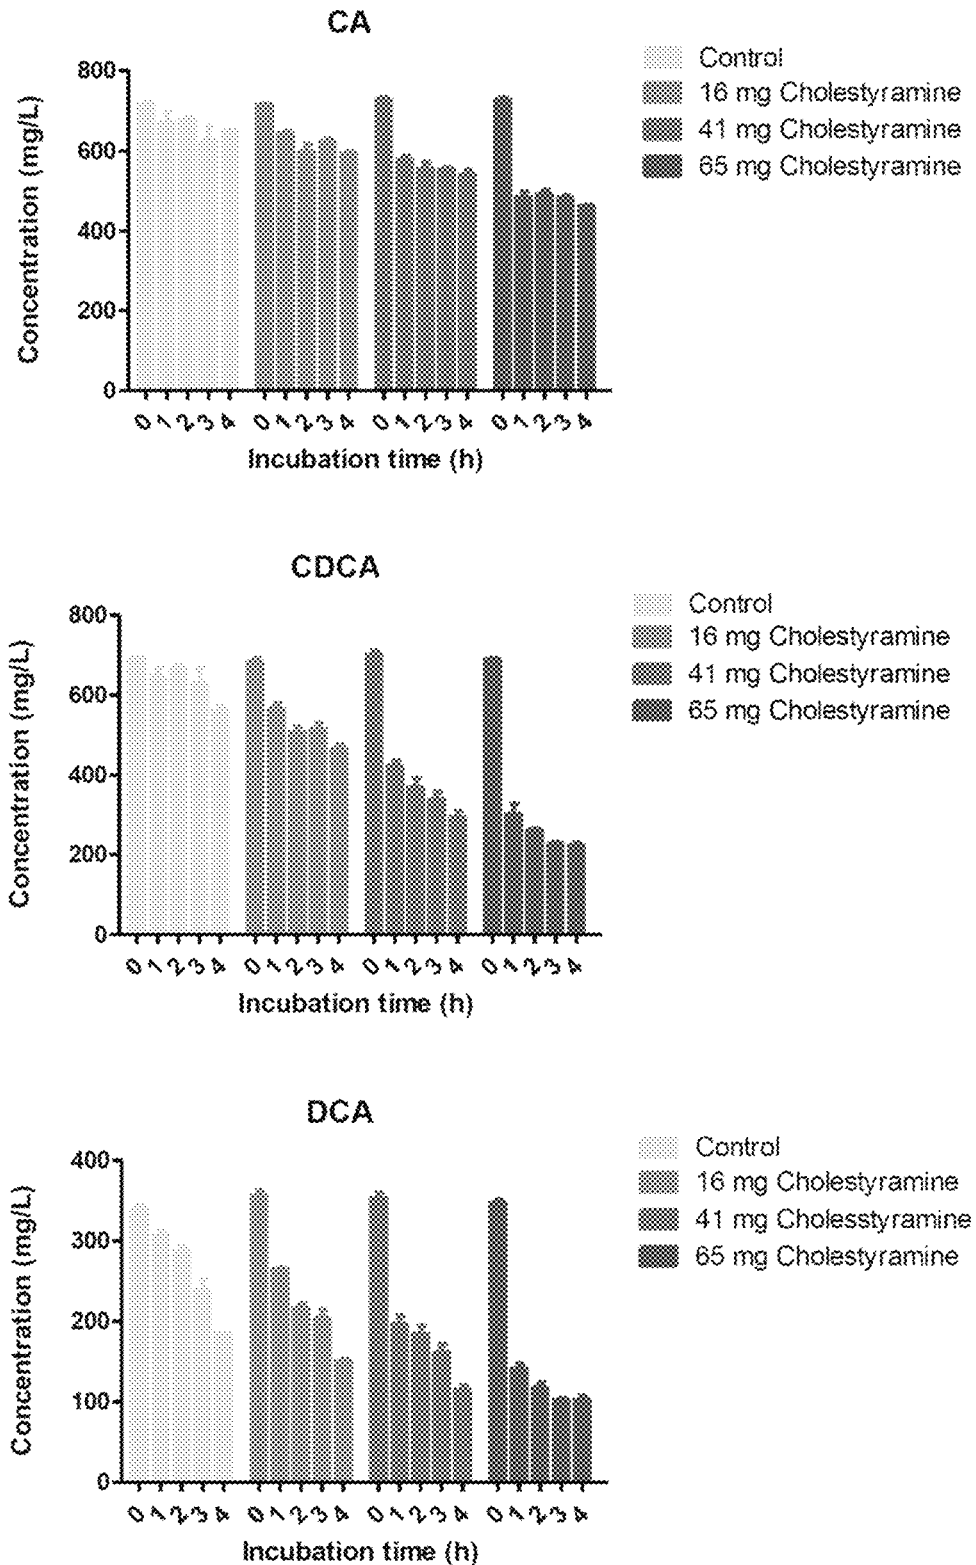 CA
Concentration (mg/L)
800
600
400
200
0
0 1 2 3 4 0 1 2 3 4 0 1 2 3 4 0 1 2 3 4
Incubation time (h)
Control
16 mg Cholestyramine
41 mg Cholestyramine
65 mg Cholestyramine
CDCA
Concentration (mg/L)
800
600
400
200
0
0 1 2 3 4 0 1 2 3 4 0 1 2 3 4 0 1 2 3 4
Incubation time (h)
Control
16 mg Cholestyramine
41 mg Cholestyramine
65 mg Cholestyramine
DCA
Concentration (mg/L)
400
300
200
100
0
0 1 2 3 4 0 1 2 3 4 0 1 2 3 4 0 1 2 3 4
Incubation time (h)
Control
16 mg Cholestyramine
41 mg Cholesstyramine
65 mg Cholestyramine